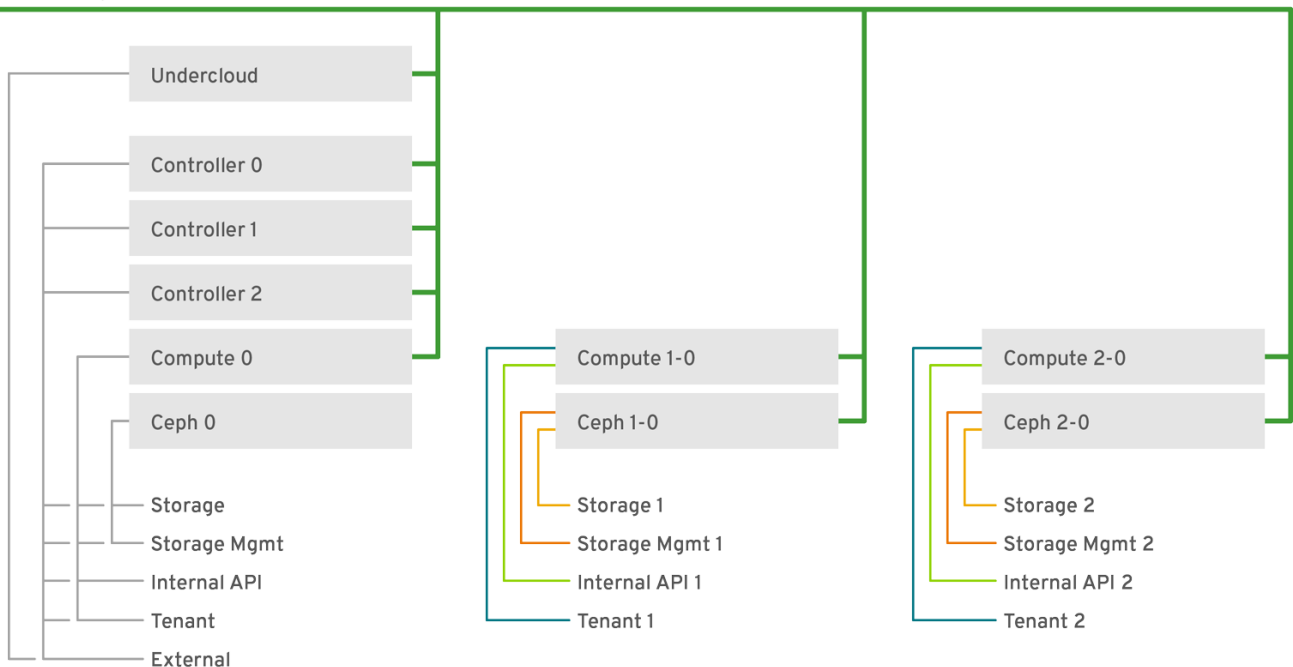 Undercloud
Controller 0
Controller 1
Controller 2
Compute 0
Ceph 0
Storage
Storage Mgmt
Internal API
Tenant
External
Compute 1-0
Ceph 1-0
Storage 1
Storage Mgmt 1
Internal API 1
Tenant 1
Compute 2-0
Ceph 2-0
Storage 2
Storage Mgmt 2
Internal API 2
Tenant 2